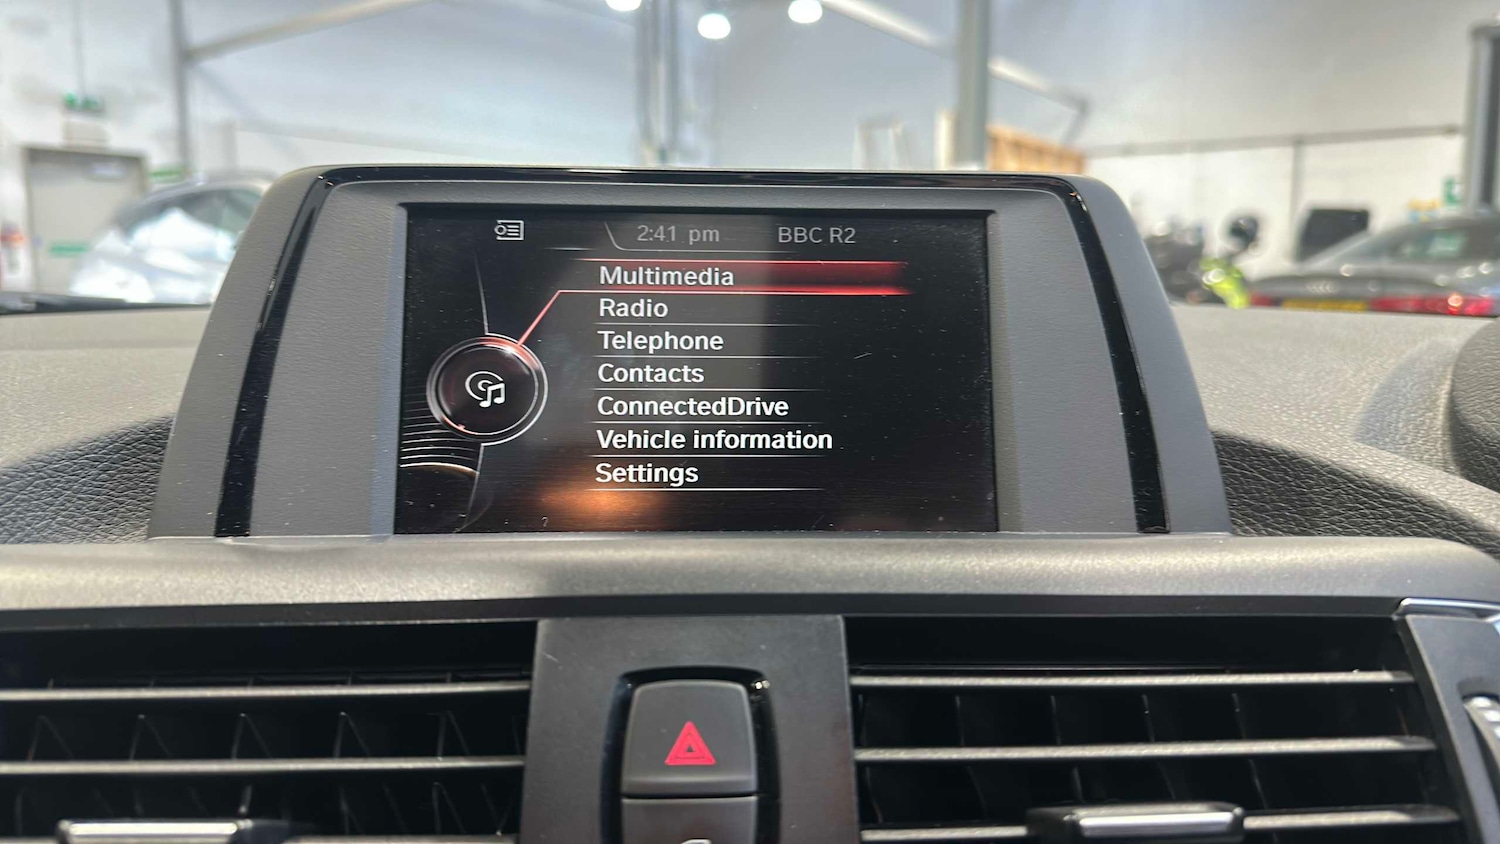 2:41 pm BBC R2
Multimedia
Radio
Telephone
Contacts
ConnectedDrive
Vehicle information
Settings